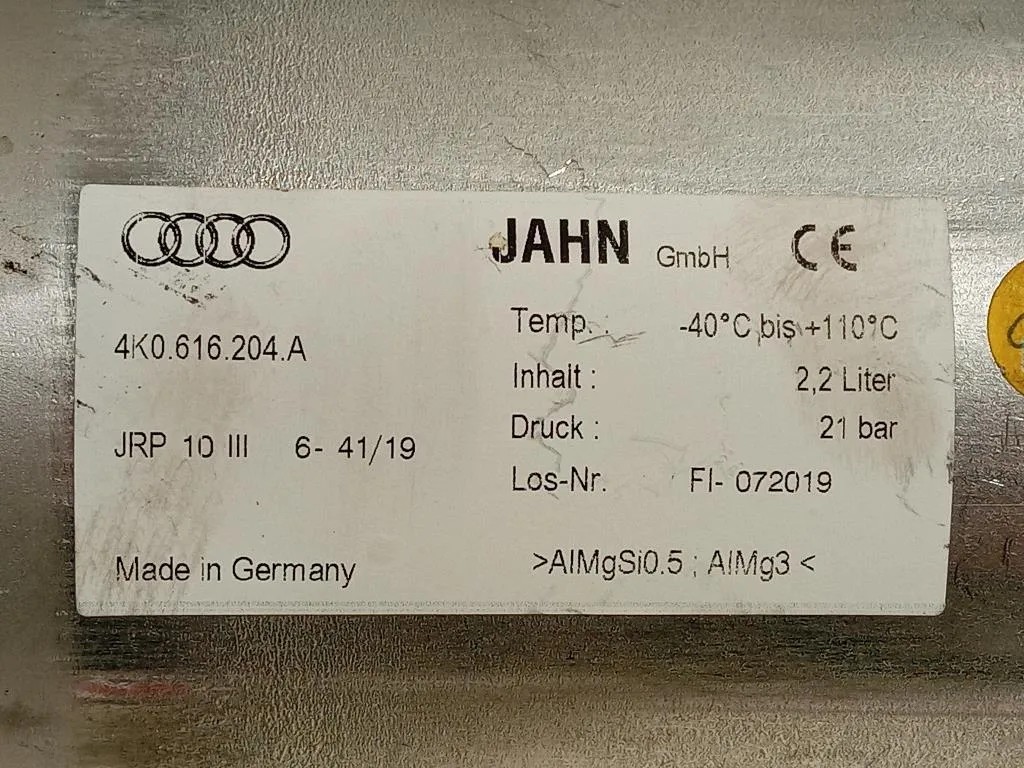 JAHN GmbH CE
4K0.616.204.A
JRP 10 III 6- 41/19
Made in Germany
Temp. : -40°C bis +110°C
Inhalt : 2,2 Liter
Druck : 21 bar
Los-Nr. FI- 072019
>AlMgSi0.5 ; AlMg3 <